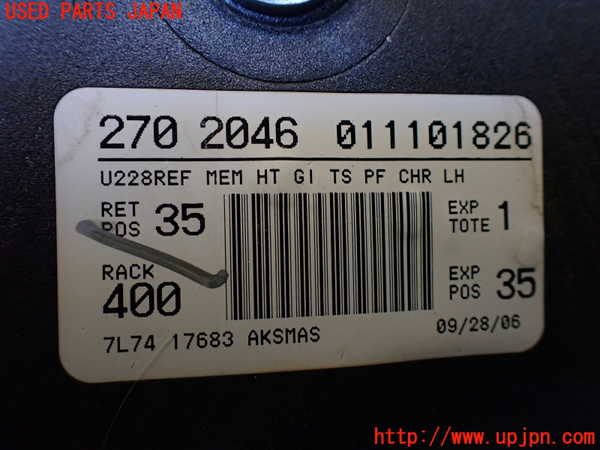 USED PARTS JAPAN
270 2046 011101826
U228REF MEM HT GI TS PF CHR LH
RET POS 35
EXP TOTE 1
RACK 400
EXP POS 35
7L74 17683 AKSMAS
09/28/06
UPJ
http://www.upjpn.com/